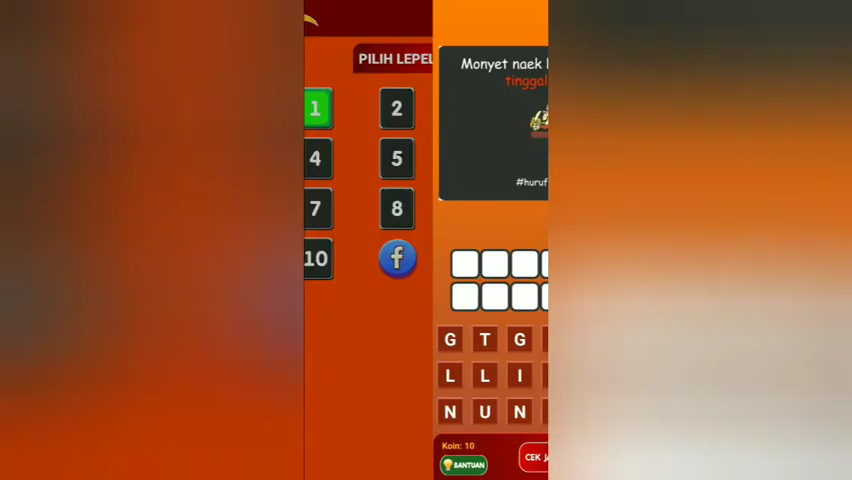 PILIH LEPEL
1 2
4 5
7 8
10 f
Monyet naek
tinggal
#huruf
G T G
L L I
N U N
Koin: 10
BANTUAN
CEK